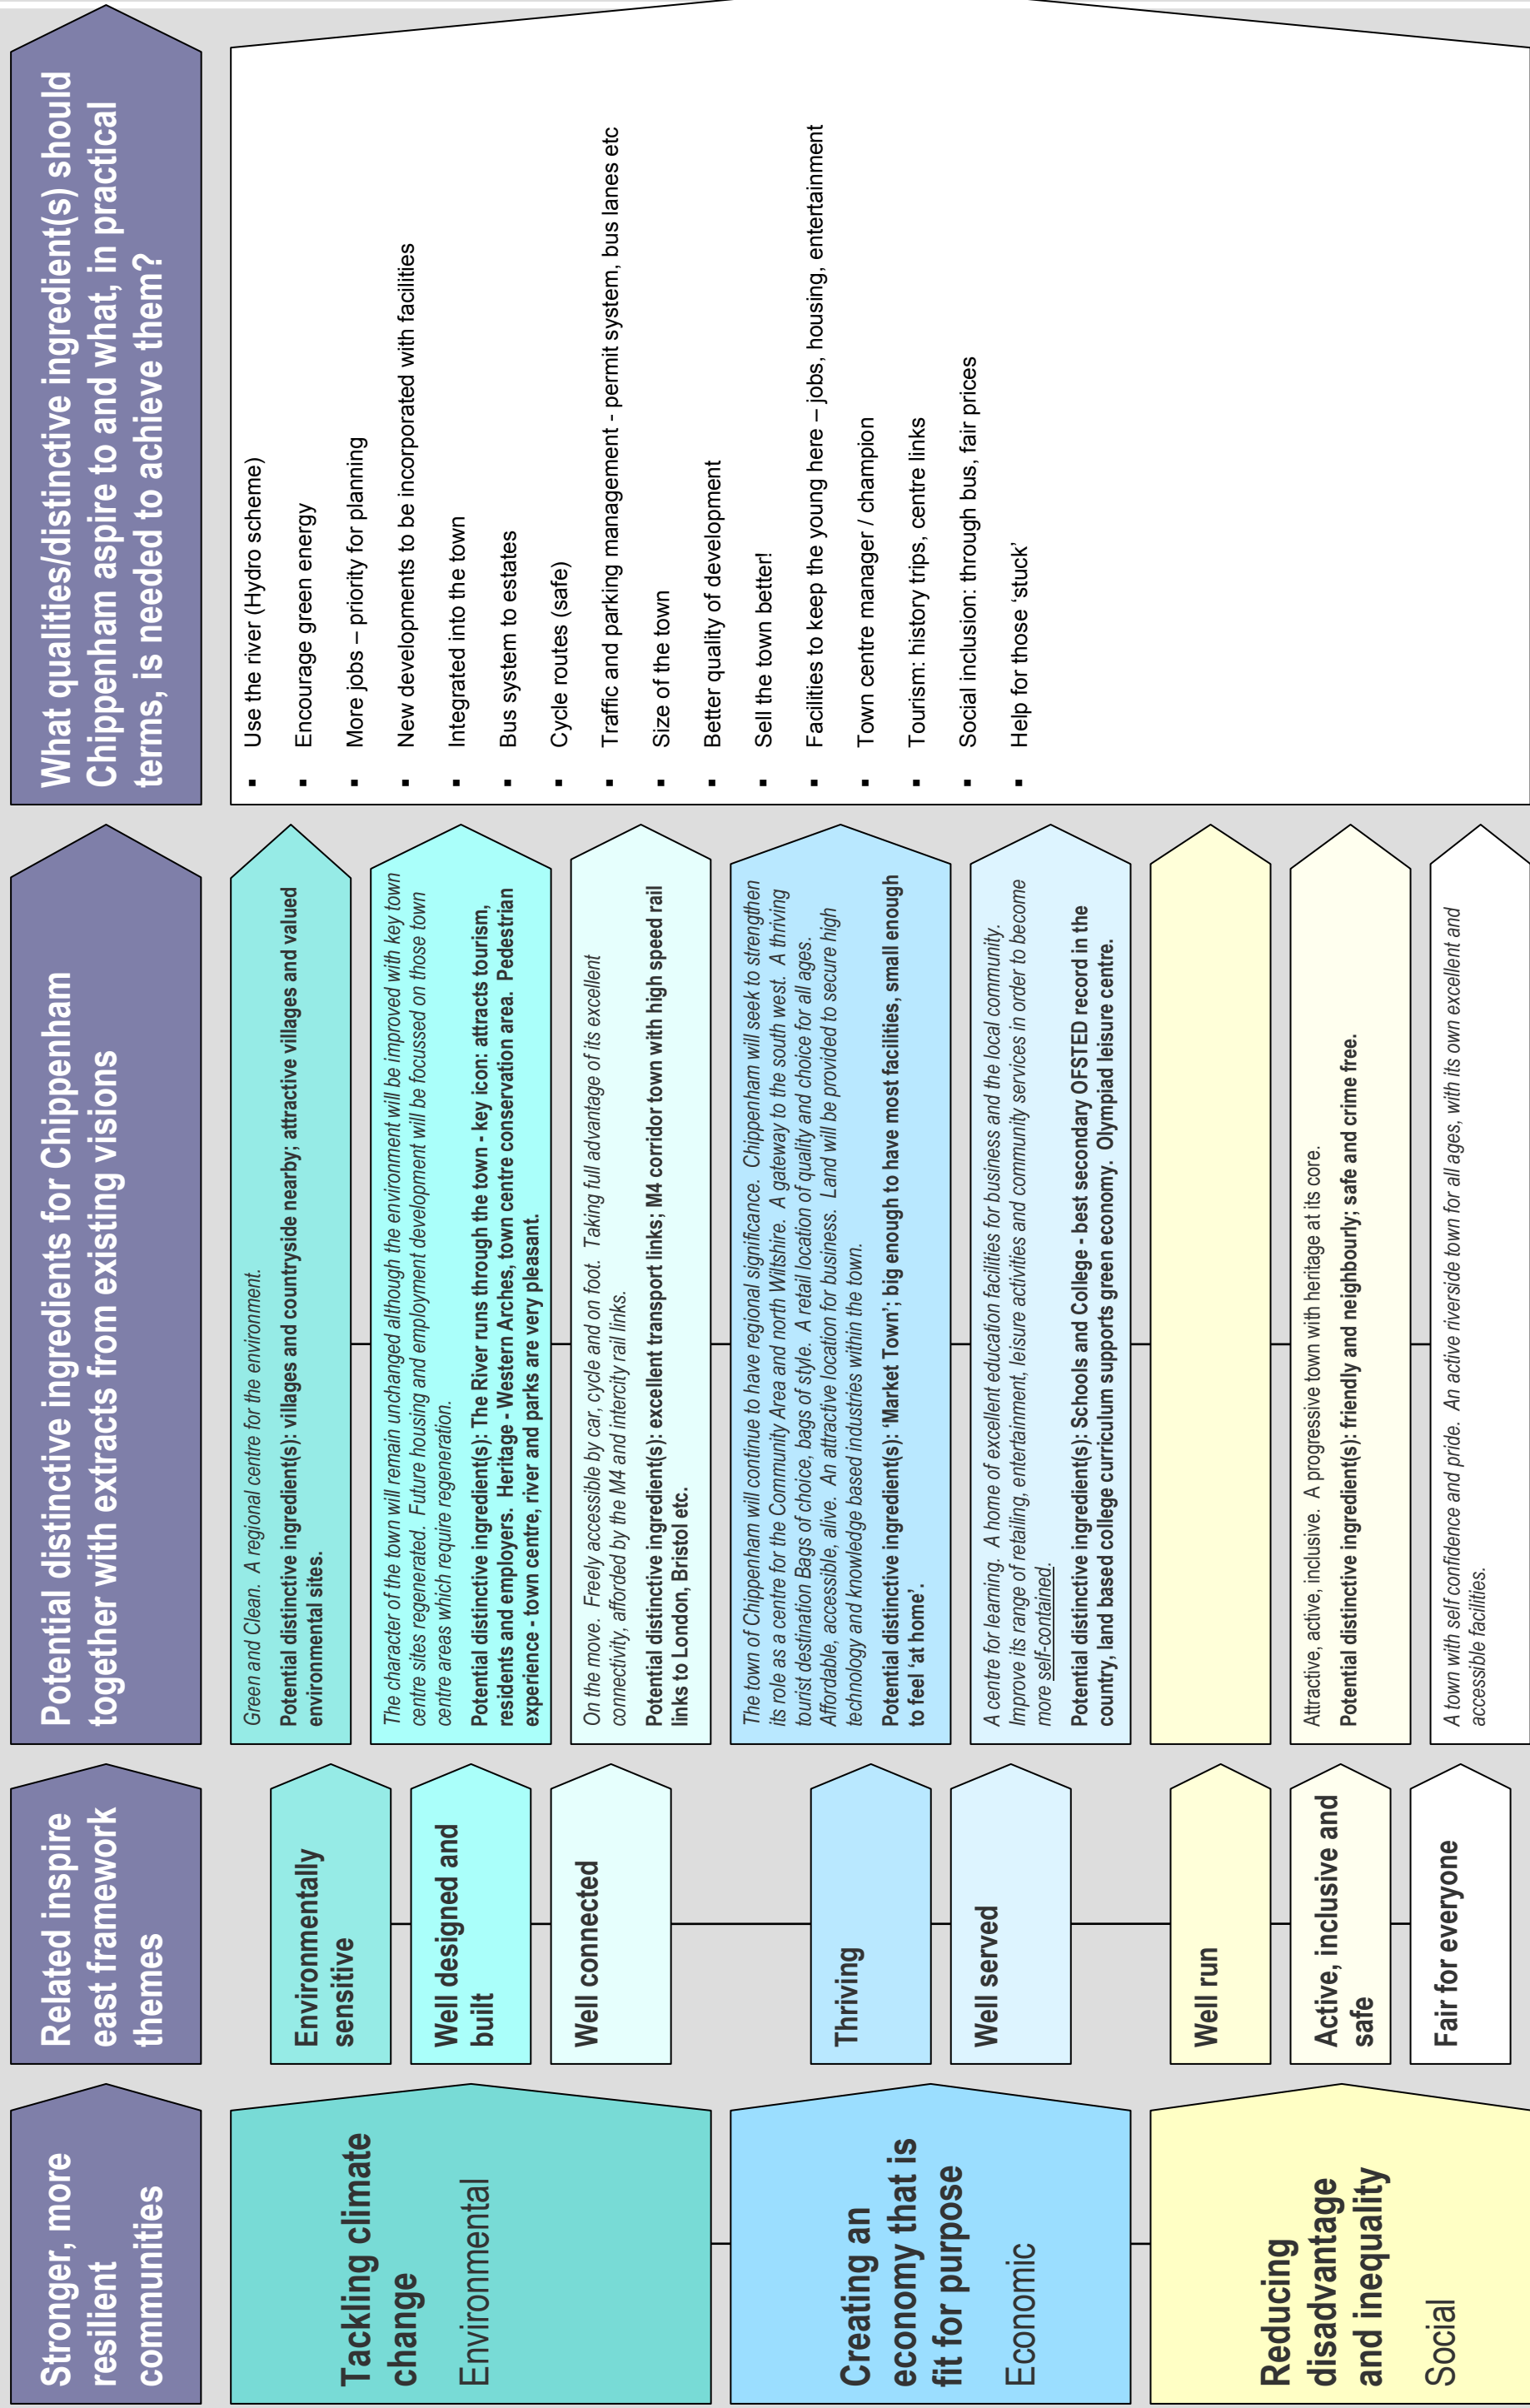 Stronger, more
resilient
communities
Related inspire
east framework
themes
Potential distinctive ingredients for Chippenham
together with extracts from existing visions
What qualities/distinctive ingredient(s) should
Chippenham aspire to and what, in practical
terms, is needed to achieve them?
Tackling climate
change
Environmental
Creating an
economy that is
fit for purpose
Economic
Reducing
disadvantage
and inequality
Social
Environmentally
sensitive
Well designed and
built
Well connected
Thriving
Well served
Well run
Active, inclusive and
safe
Fair for everyone
Green and Clean. A regional centre for the environment.
Potential distinctive ingredient(s): villages and countryside nearby; attractive villages and valued
environmental sites.
The character of the town will remain unchanged although the environment will be improved with key town
centre sites regenerated. Future housing and employment development will be focussed on those town
centre areas which require regeneration.
Potential distinctive ingredient(s): The River runs through the town - key icon: attracts tourism,
residents and employers. Heritage - Western Arches, town centre conservation area. Pedestrian
experience - town centre, river and parks are very pleasant.
On the move. Freely accessible by car, cycle and on foot. Taking full advantage of its excellent
connectivity, afforded by the M4 and intercity rail links.
Potential distinctive ingredient(s): excellent transport links; M4 corridor town with high speed rail
links to London, Bristol etc.
The town of Chippenham will continue to have regional significance. Chippenham will seek to strengthen
its role as a centre for the Community Area and north Wiltshire. A gateway to the south west. A thriving
tourist destination Bags of choice, bags of style. A retail location of quality and choice for all ages.
Affordable, accessible, alive. An attractive location for business. Land will be provided to secure high
technology and knowledge based industries within the town.
Potential distinctive ingredient(s): ‘Market Town’; big enough to have most facilities, small enough
to feel ‘at home’.
A centre for learning. A home of excellent education facilities for business and the local community.
Improve its range of retailing, entertainment, leisure activities and community services in order to become
more self-contained.
Potential distinctive ingredient(s): Schools and College - best secondary OFSTED record in the
country, land based college curriculum supports green economy. Olympiad leisure centre.
Attractive, active, inclusive. A progressive town with heritage at its core.
Potential distinctive ingredient(s): friendly and neighbourly; safe and crime free.
A town with self confidence and pride. An active riverside town for all ages, with its own excellent and
accessible facilities.
▪ Use the river (Hydro scheme)
▪ Encourage green energy
▪ More jobs – priority for planning
▪ New developments to be incorporated with facilities
▪ Integrated into the town
▪ Bus system to estates
▪ Cycle routes (safe)
▪ Traffic and parking management - permit system, bus lanes etc
▪ Size of the town
▪ Better quality of development
▪ Sell the town better!
▪ Facilities to keep the young here – jobs, housing, entertainment
▪ Town centre manager / champion
▪ Tourism: history trips, centre links
▪ Social inclusion: through bus, fair prices
▪ Help for those ‘stuck’